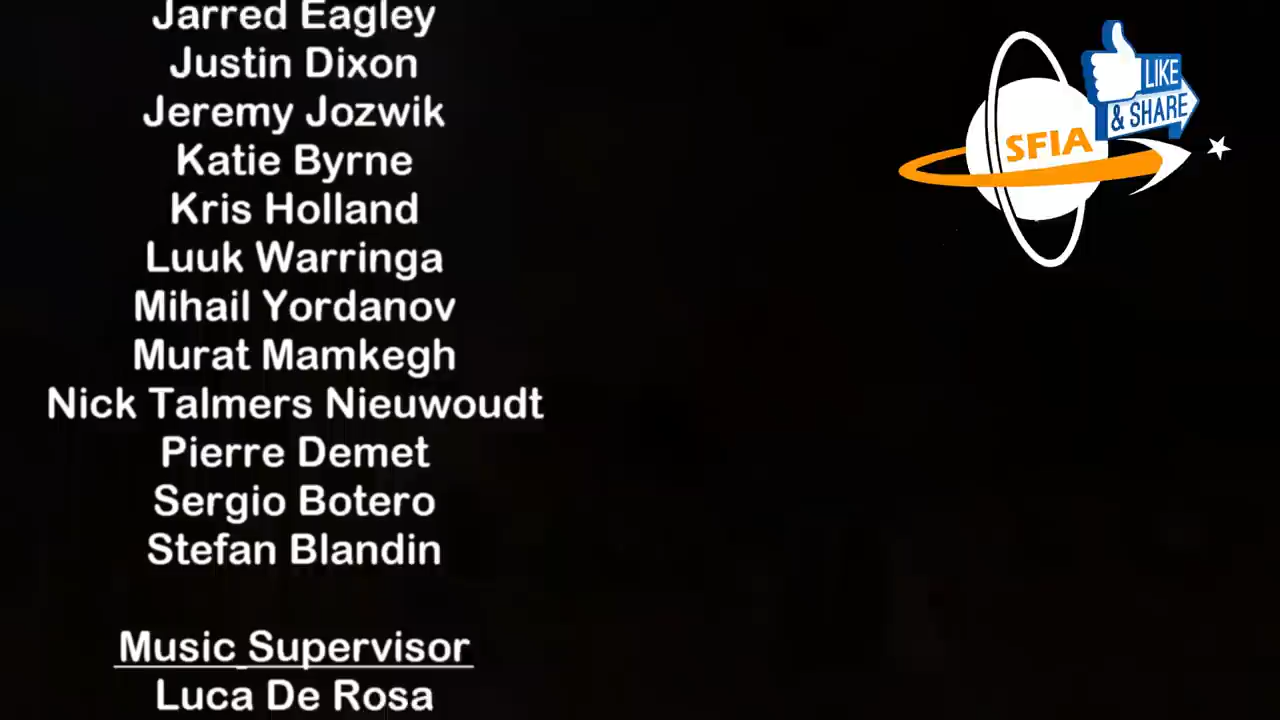 Jarred Eagley
Justin Dixon
Jeremy Jozwik
Katie Byrne
Kris Holland
Luuk Warringa
Mihail Yordanov
Murat Mamkegh
Nick Talmers Nieuwoudt
Pierre Demet
Sergio Botero
Stefan Blandin
Music Supervisor
Luca De Rosa
LIKE
& SHARE
SFIA